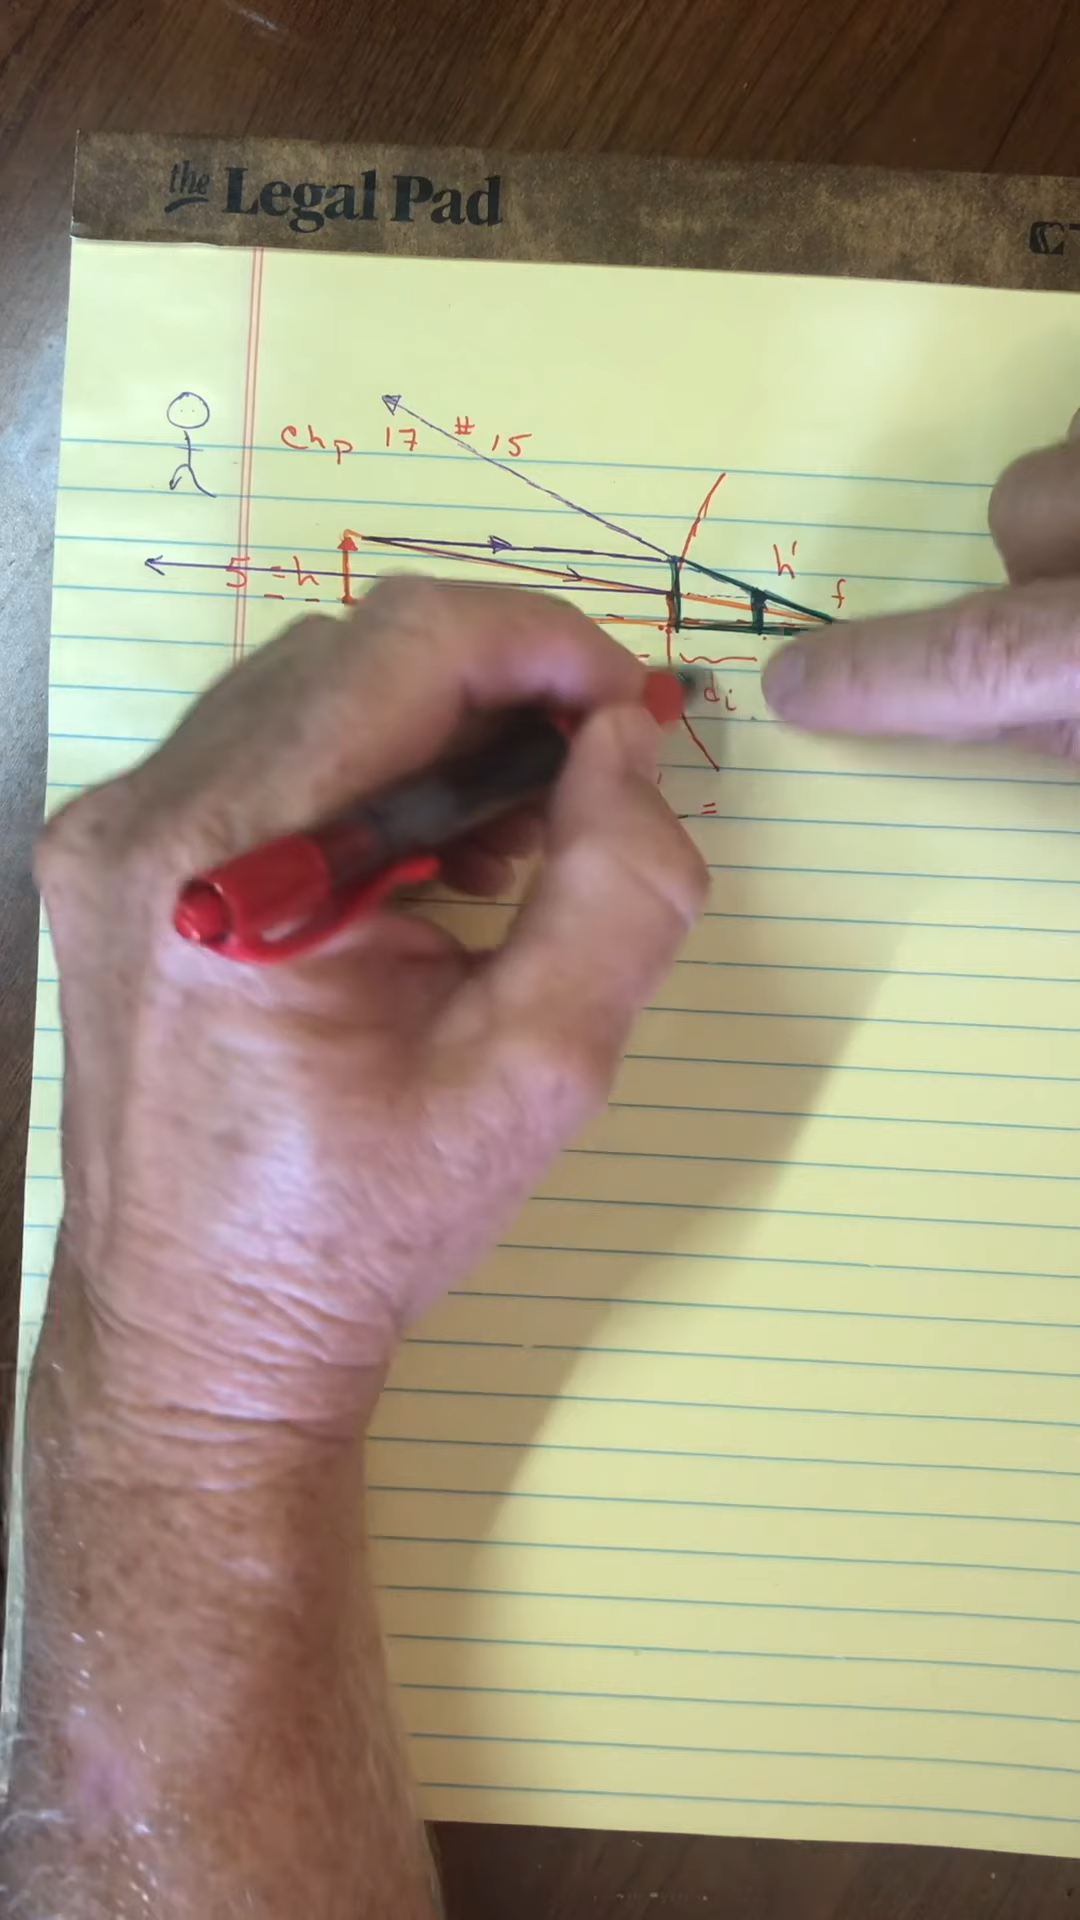 the Legal Pad
Chp 17 # 15
h'
5 = h
f
di
=